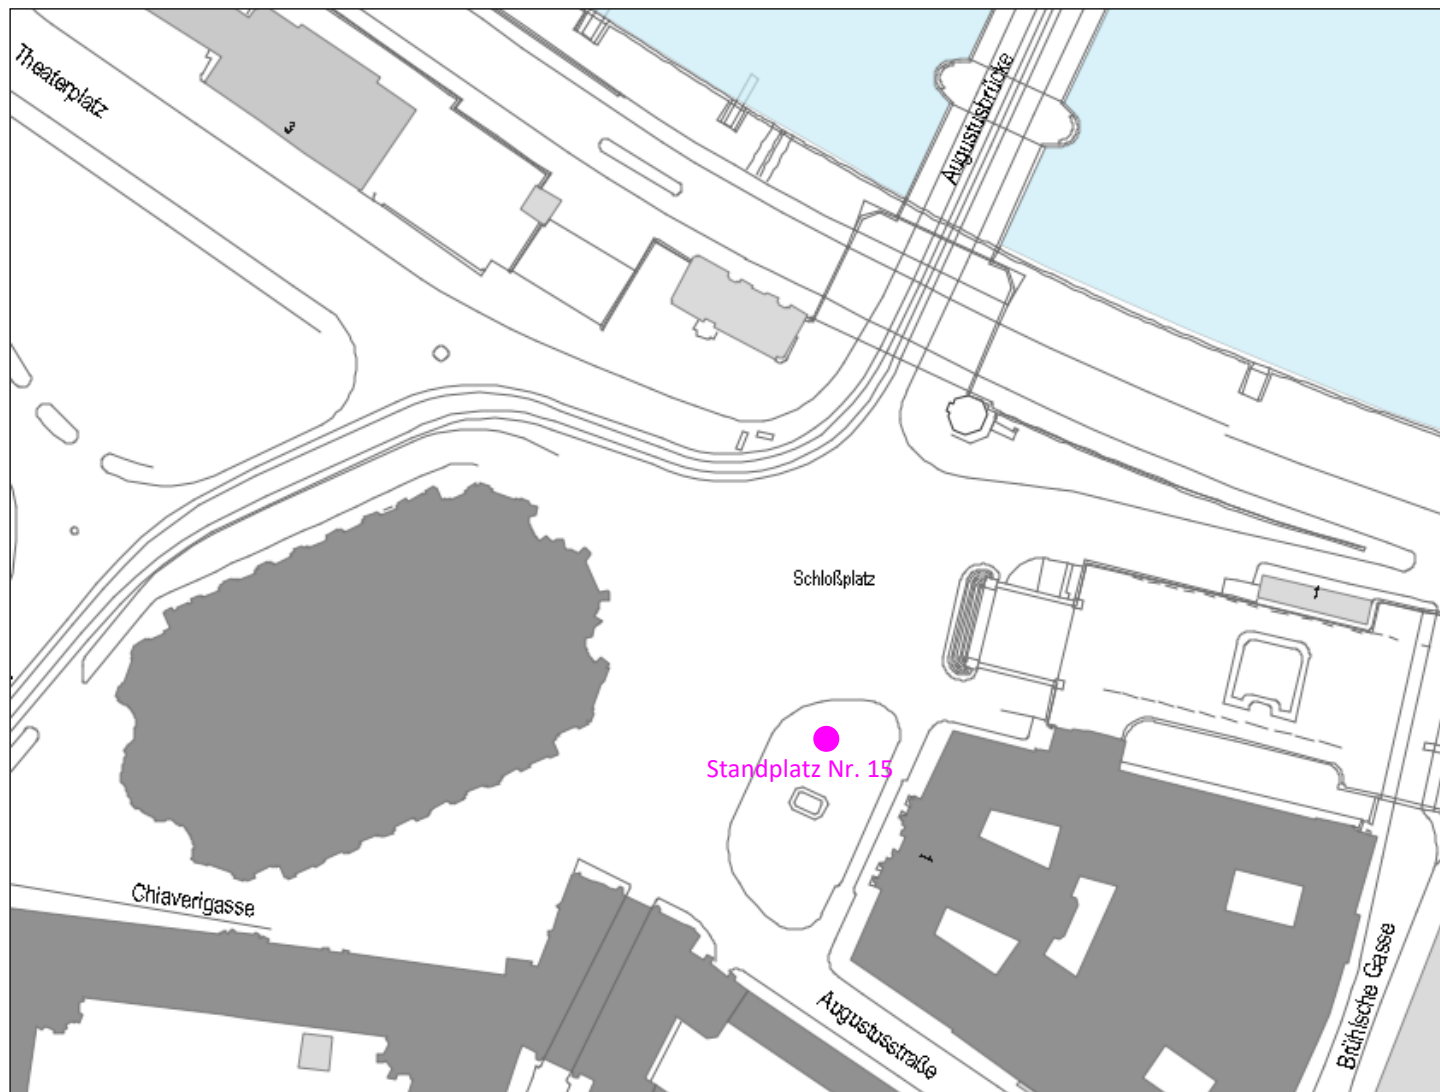 Theaterplatz
Augustusbrücke
3
Schloßplatz
1
Standplatz Nr. 15
1
Chiaverigasse
Augustusstraße
Brühlsche Gasse